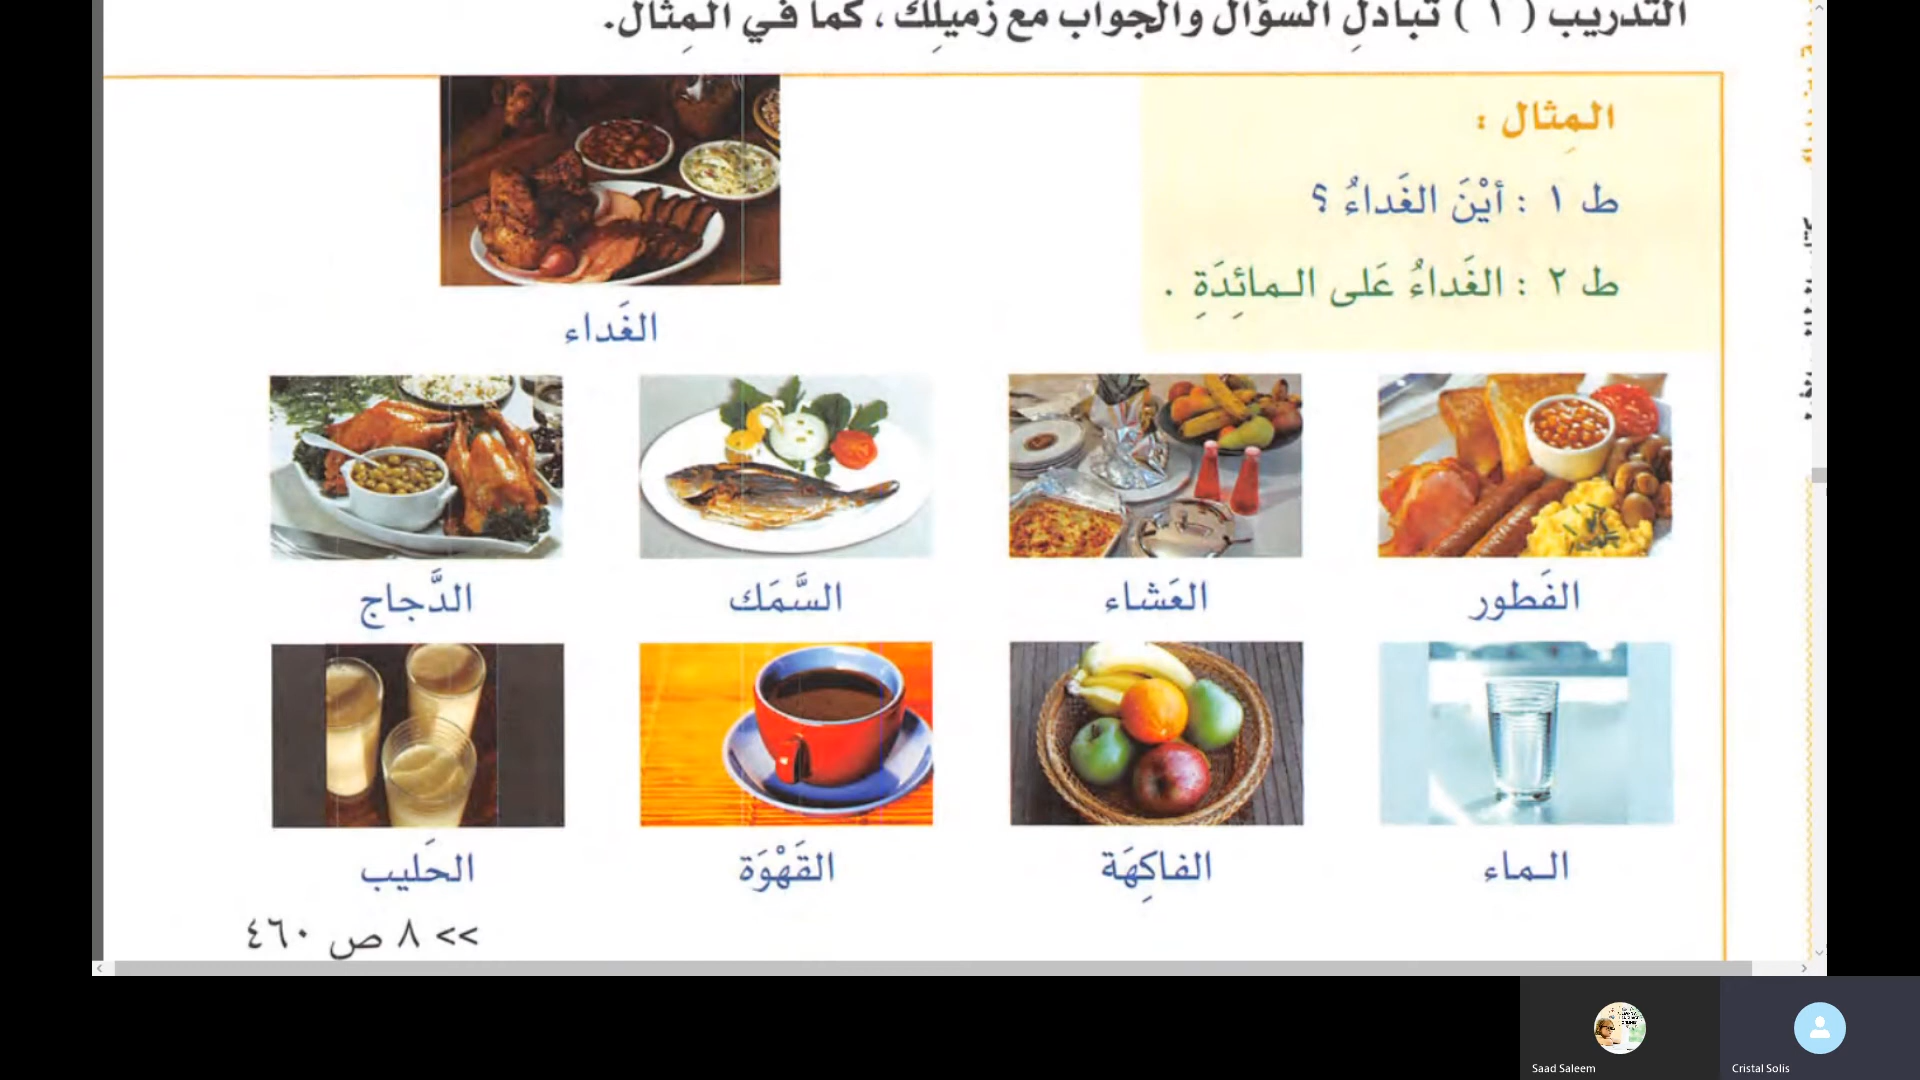 التدريب ( ١ ) تبادلِ السؤال والجواب مع زميلِك ، كما في المِثال.
المِثال :
ط ١ : أيْنَ الغَداءُ ؟
ط ٢ : الغَداءُ عَلى المائِدَةِ .
الغَداء
الفَطور
العَشاء
السَّمَك
الدَّجاج
الماء
الفاكِهَة
القَهْوَة
الحَليب
>> ٨ ص ٤٦٠
Saad Saleem
Cristal Solis